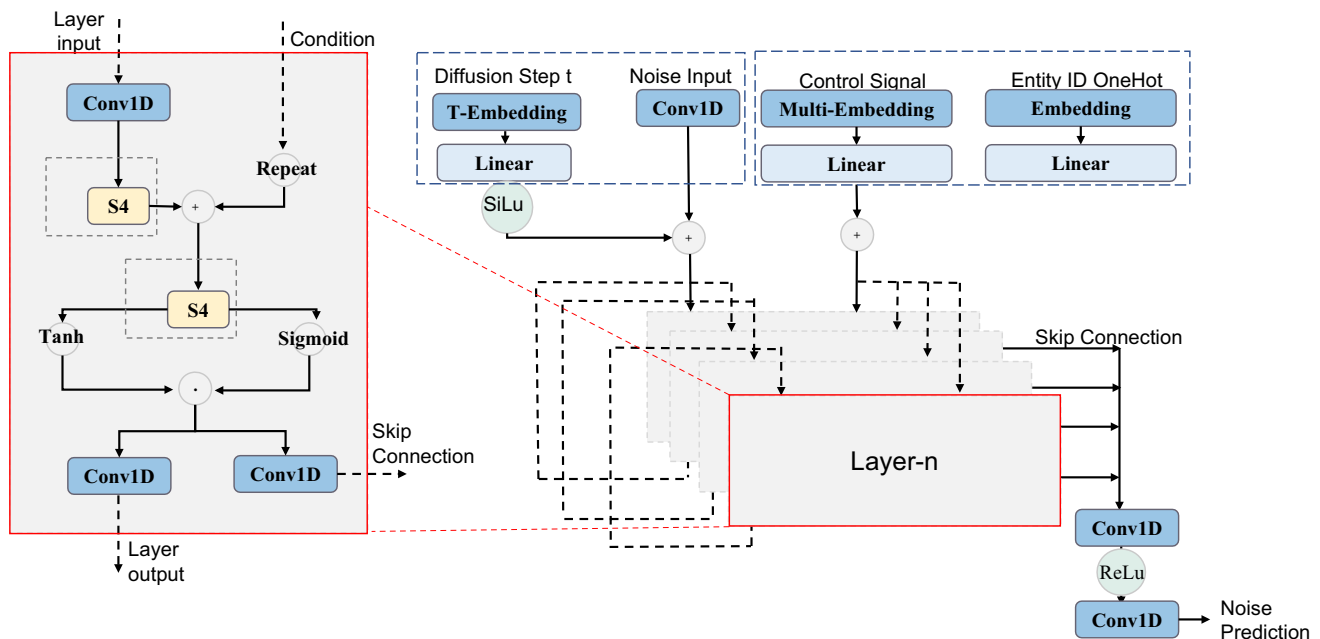 Layer
input
Condition
Conv1D
Repeat
S4
+
S4
Tanh
Sigmoid
·
Conv1D
Conv1D
Skip
Connection
Layer
output
Diffusion Step t
Noise Input
T-Embedding
Conv1D
Linear
SiLu
+
Control Signal
Entity ID OneHot
Multi-Embedding
Embedding
Linear
Linear
+
Skip Connection
Layer-n
Conv1D
ReLu
Conv1D
Noise
Prediction